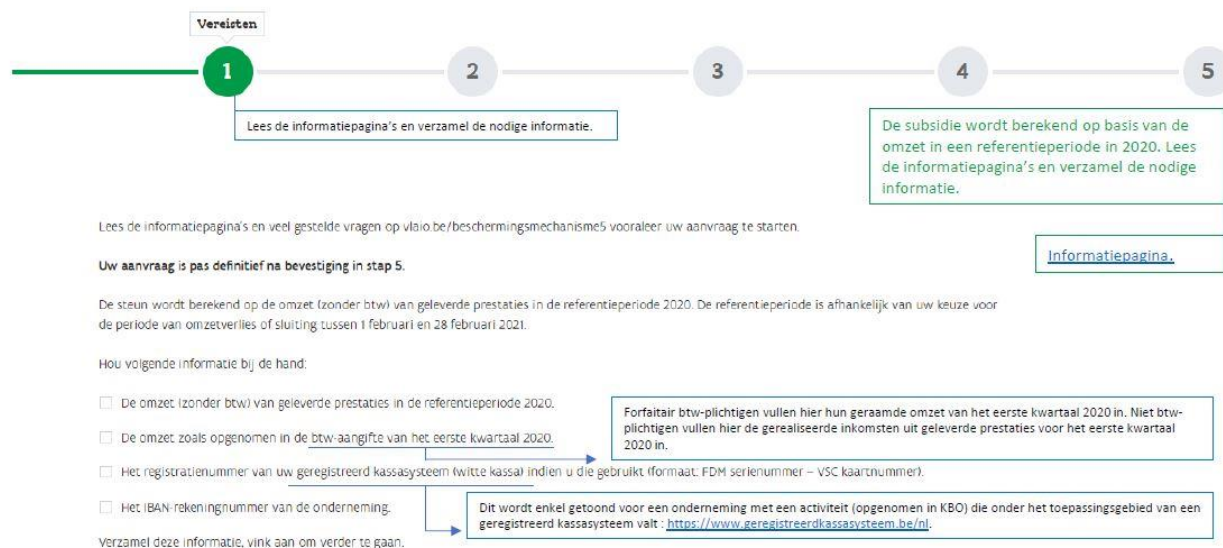 Vereisten
1 2 3 4 5
Lees de informatiepagina's en verzamel de nodige informatie.
De subsidie wordt berekend op basis van de
omzet in een referentieperiode in 2020. Lees
de informatiepagina's en verzamel de nodige
informatie.
Lees de informatiepagina's en veel gestelde vragen op vlaio.be/beschermingsmechanisme5 vooraleer uw aanvraag te starten.
Informatiepagina.
Uw aanvraag is pas definitief na bevestiging in stap 5.
De steun wordt berekend op de omzet (zonder btw) van geleverde prestaties in de referentieperiode 2020. De referentieperiode is afhankelijk van uw keuze voor
de periode van omzetverlies of sluiting tussen 1 februari en 28 februari 2021.
Hou volgende informatie bij de hand:
De omzet (zonder btw) van geleverde prestaties in de referentieperiode 2020.
De omzet zoals opgenomen in de btw-aangifte van het eerste kwartaal 2020.
Forfaitair btw-plichtigen vullen hier hun geraamde omzet van het eerste kwartaal 2020 in. Niet btw-
plichtigen vullen hier de gerealiseerde inkomsten uit geleverde prestaties voor het eerste kwartaal
2020 in.
Het registratienummer van uw geregistreerd kassasysteem (witte kassa) indien u die gebruikt (formaat: FDM serienummer – VSC kaartnummer).
Het IBAN-rekeningnummer van de onderneming.
Dit wordt enkel getoond voor een onderneming met een activiteit (opgenomen in KBO) die onder het toepassingsgebied van een
geregistreerd kassasysteem valt : https://www.geregistreerdkassasysteem.be/nl.
Verzamel deze informatie, vink aan om verder te gaan.